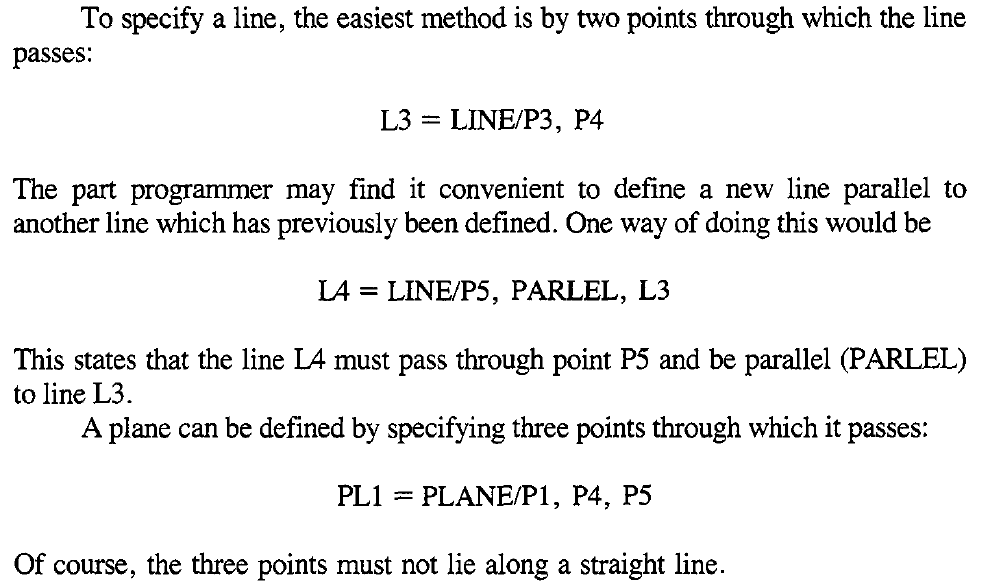 To specify a line, the easiest method is by two points through which the line
passes:
L3 = LINE/P3, P4
The part programmer may find it convenient to define a new line parallel to
another line which has previously been defined. One way of doing this would be
L4 = LINE/P5, PARLEL, L3
This states that the line L4 must pass through point P5 and be parallel (PARLEL)
to line L3.
A plane can be defined by specifying three points through which it passes:
PL1 = PLANE/P1, P4, P5
Of course, the three points must not lie along a straight line.